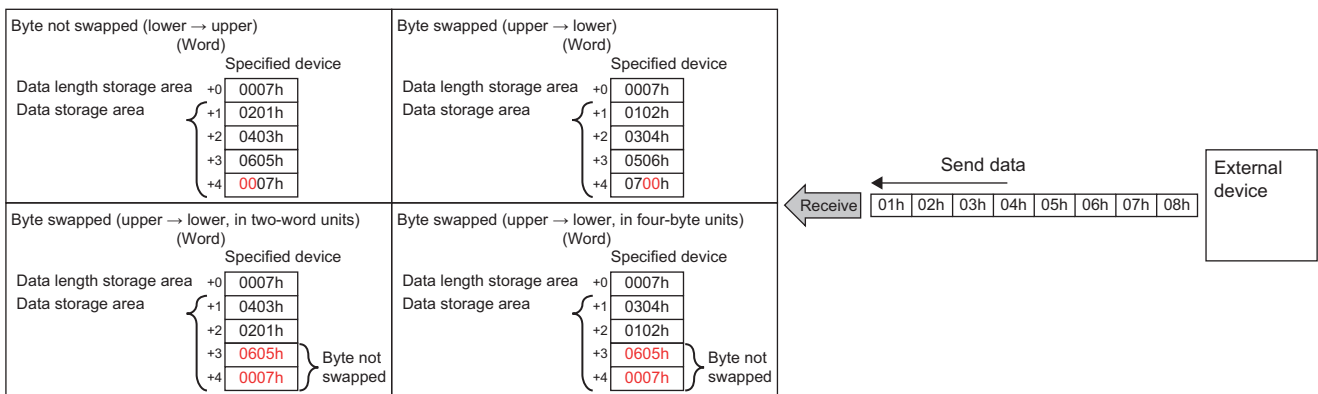 Byte not swapped (lower → upper)
(Word)
Specified device
Data length storage area +0 0007h
Data storage area +1 0201h
+2 0403h
+3 0605h
+4 0007h
Byte swapped (upper → lower)
(Word)
Specified device
Data length storage area +0 0007h
Data storage area +1 0102h
+2 0304h
+3 0506h
+4 0700h
Byte swapped (upper → lower, in two-word units)
(Word)
Specified device
Data length storage area +0 0007h
Data storage area +1 0403h
+2 0201h
+3 0605h
+4 0007h
Byte not
swapped
Byte swapped (upper → lower, in four-byte units)
(Word)
Specified device
Data length storage area +0 0007h
Data storage area +1 0304h
+2 0102h
+3 0605h
+4 0007h
Byte not
swapped
Send data
Receive 01h 02h 03h 04h 05h 06h 07h 08h
External
device